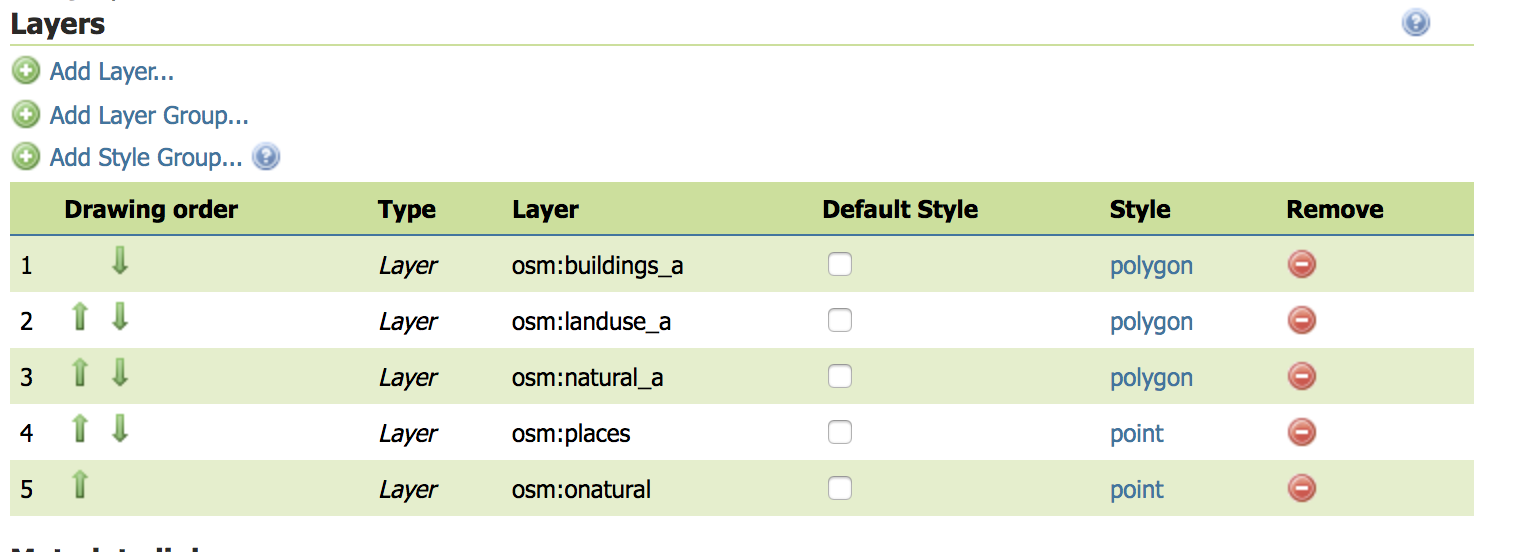 Layers
Add Layer...
Add Layer Group...
Add Style Group...
Drawing order Type Layer Default Style Style Remove
1 Layer osm:buildings_a polygon
2 Layer osm:landuse_a polygon
3 Layer osm:natural_a polygon
4 Layer osm:places point
5 Layer osm:onatural point